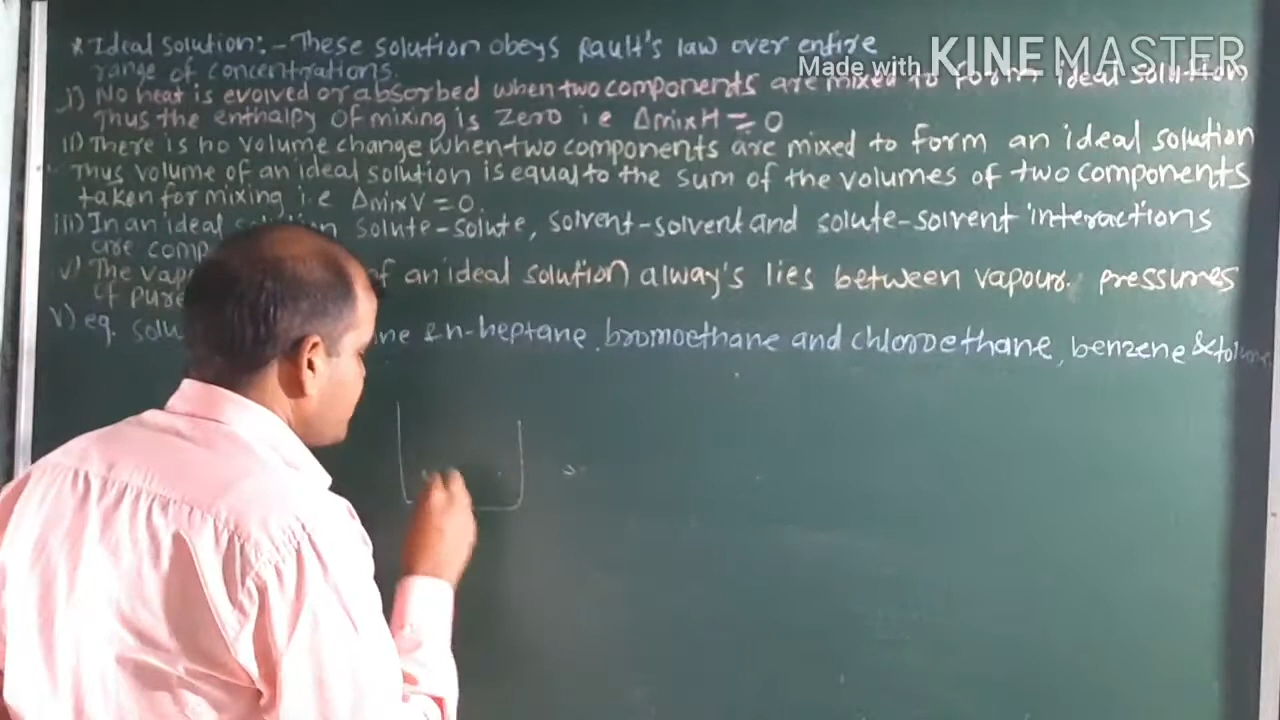 * Ideal solution:- These solution obeys Rault's law over entire
range of concentrations.
Made with KINEMASTER
i) No heat is evolved or absorbed when two components are mixed to form ideal solution
Thus the enthalpy of mixing is zero i.e ΔmixH = 0
ii) There is no volume change when two components are mixed to form an ideal solution
Thus volume of an ideal solution is equal to the sum of the volumes of two components
taken for mixing i.e ΔmixV = 0.
iii) In an ideal solute-solute, solvent-solvent and solute-solvent interactions
are
v) The of an ideal solution alway's lies between vapour pressures
if pure
v) eg. &n-heptane, bromoethane and chloroethane, benzene &